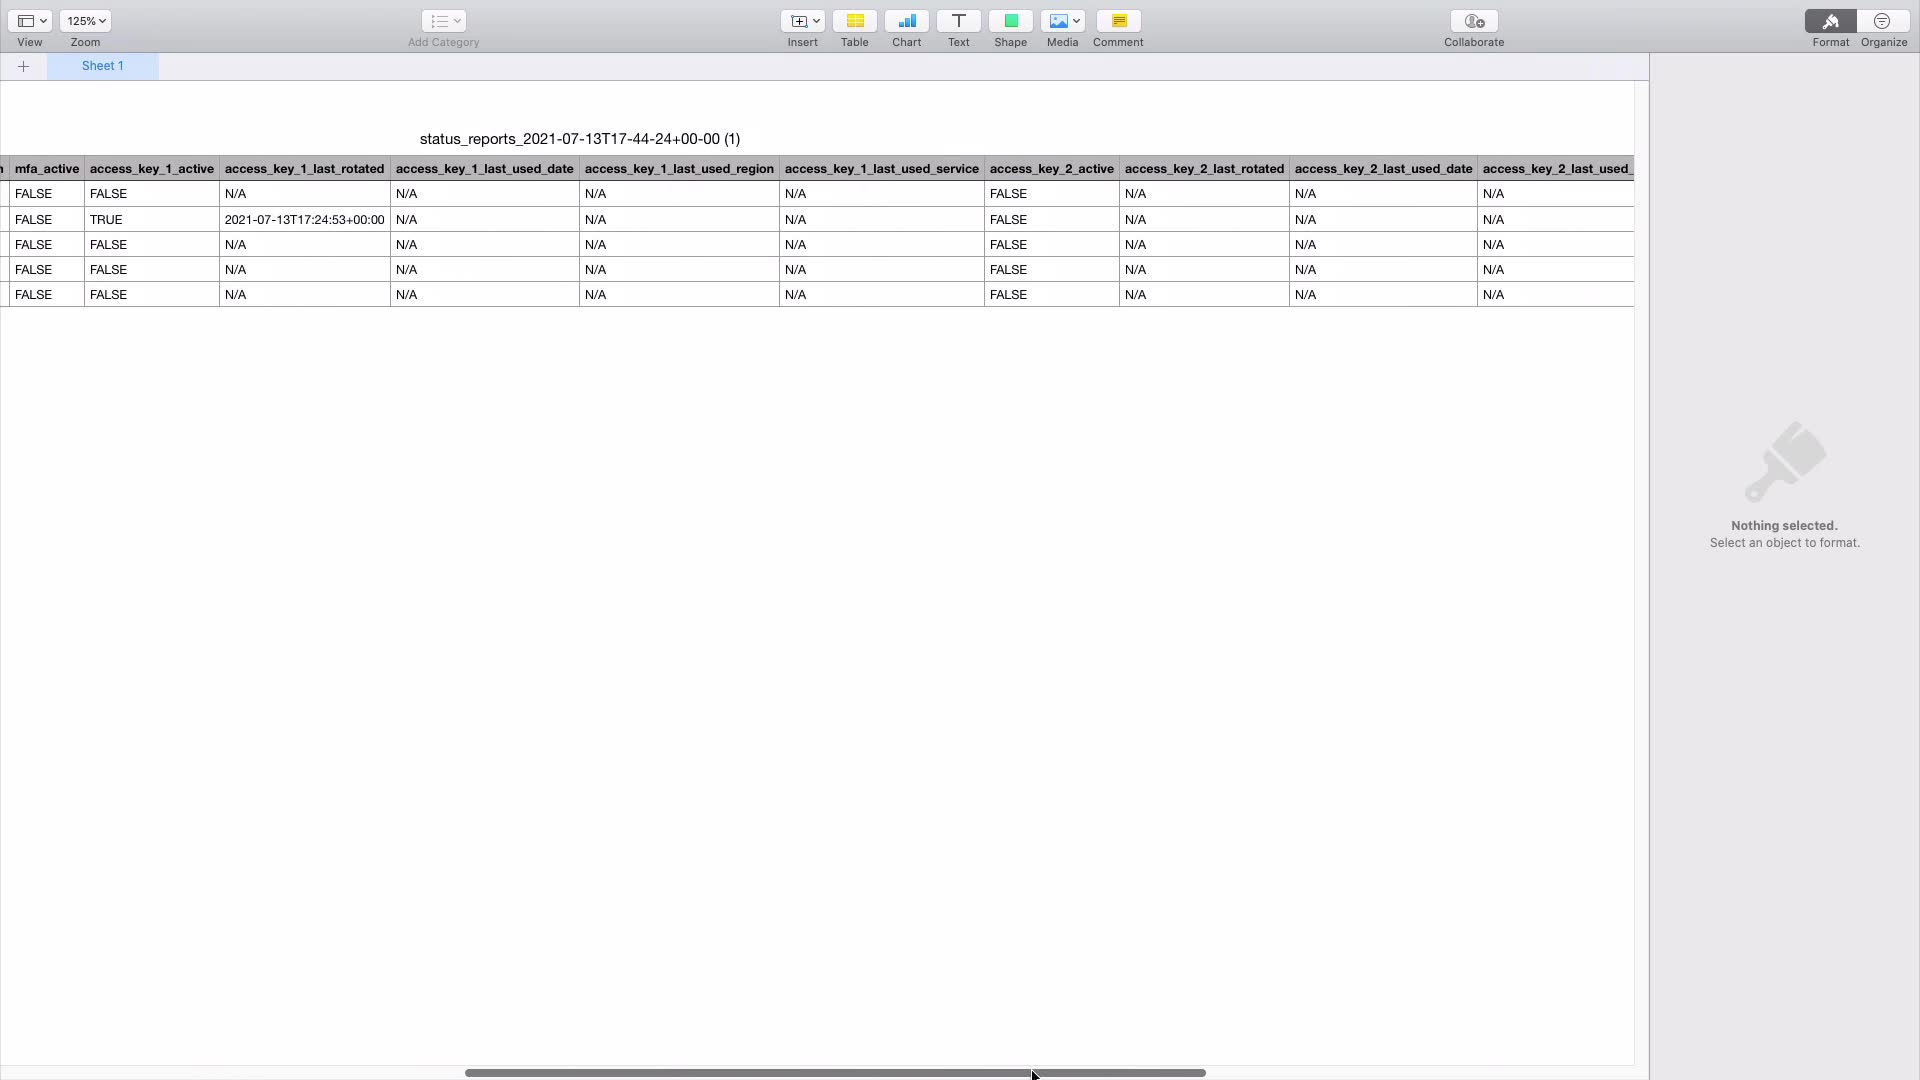 125%
View Zoom Add Category Insert Table Chart Text Shape Media Comment Collaborate Format Organize
Sheet 1
status_reports_2021-07-13T17-44-24+00-00 (1)
mfa_active access_key_1_active access_key_1_last_rotated access_key_1_last_used_date access_key_1_last_used_region access_key_1_last_used_service access_key_2_active access_key_2_last_rotated access_key_2_last_used_date access_key_2_last_used_
FALSE FALSE N/A N/A N/A N/A FALSE N/A N/A N/A
FALSE TRUE 2021-07-13T17:24:53+00:00 N/A N/A N/A FALSE N/A N/A N/A
FALSE FALSE N/A N/A N/A N/A FALSE N/A N/A N/A
FALSE FALSE N/A N/A N/A N/A FALSE N/A N/A N/A
FALSE FALSE N/A N/A N/A N/A FALSE N/A N/A N/A
Nothing selected.
Select an object to format.